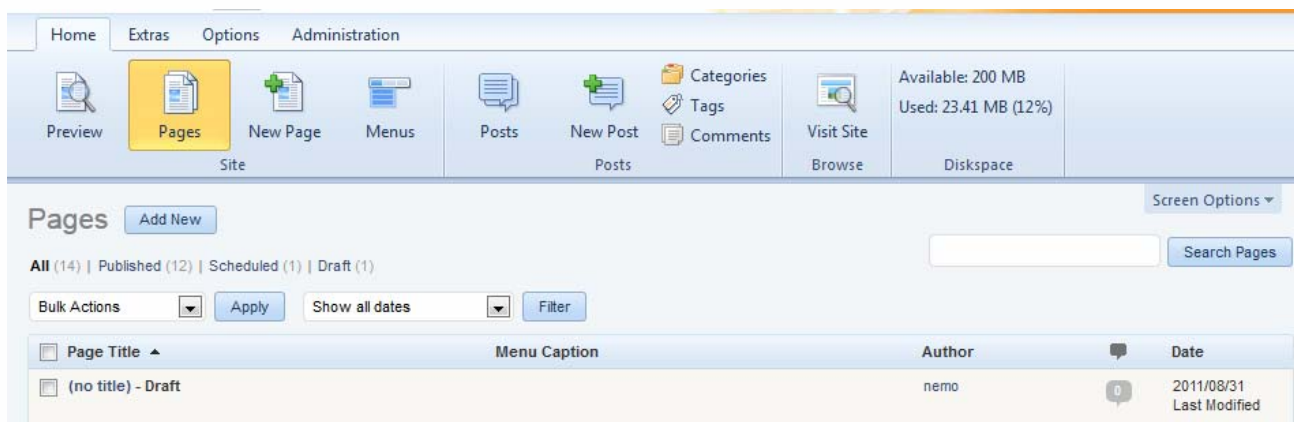 Home Extras Options Administration
Preview Pages New Page Menus Posts New Post Categories Tags Comments Visit Site Available: 200 MB
Used: 23.41 MB (12%)
Site Posts Browse Diskspace
Screen Options
Pages Add New
Search Pages
All (14) | Published (12) | Scheduled (1) | Draft (1)
Bulk Actions Apply Show all dates Filter
Page Title Menu Caption Author Date
(no title) - Draft nemo 0 2011/08/31
Last Modified